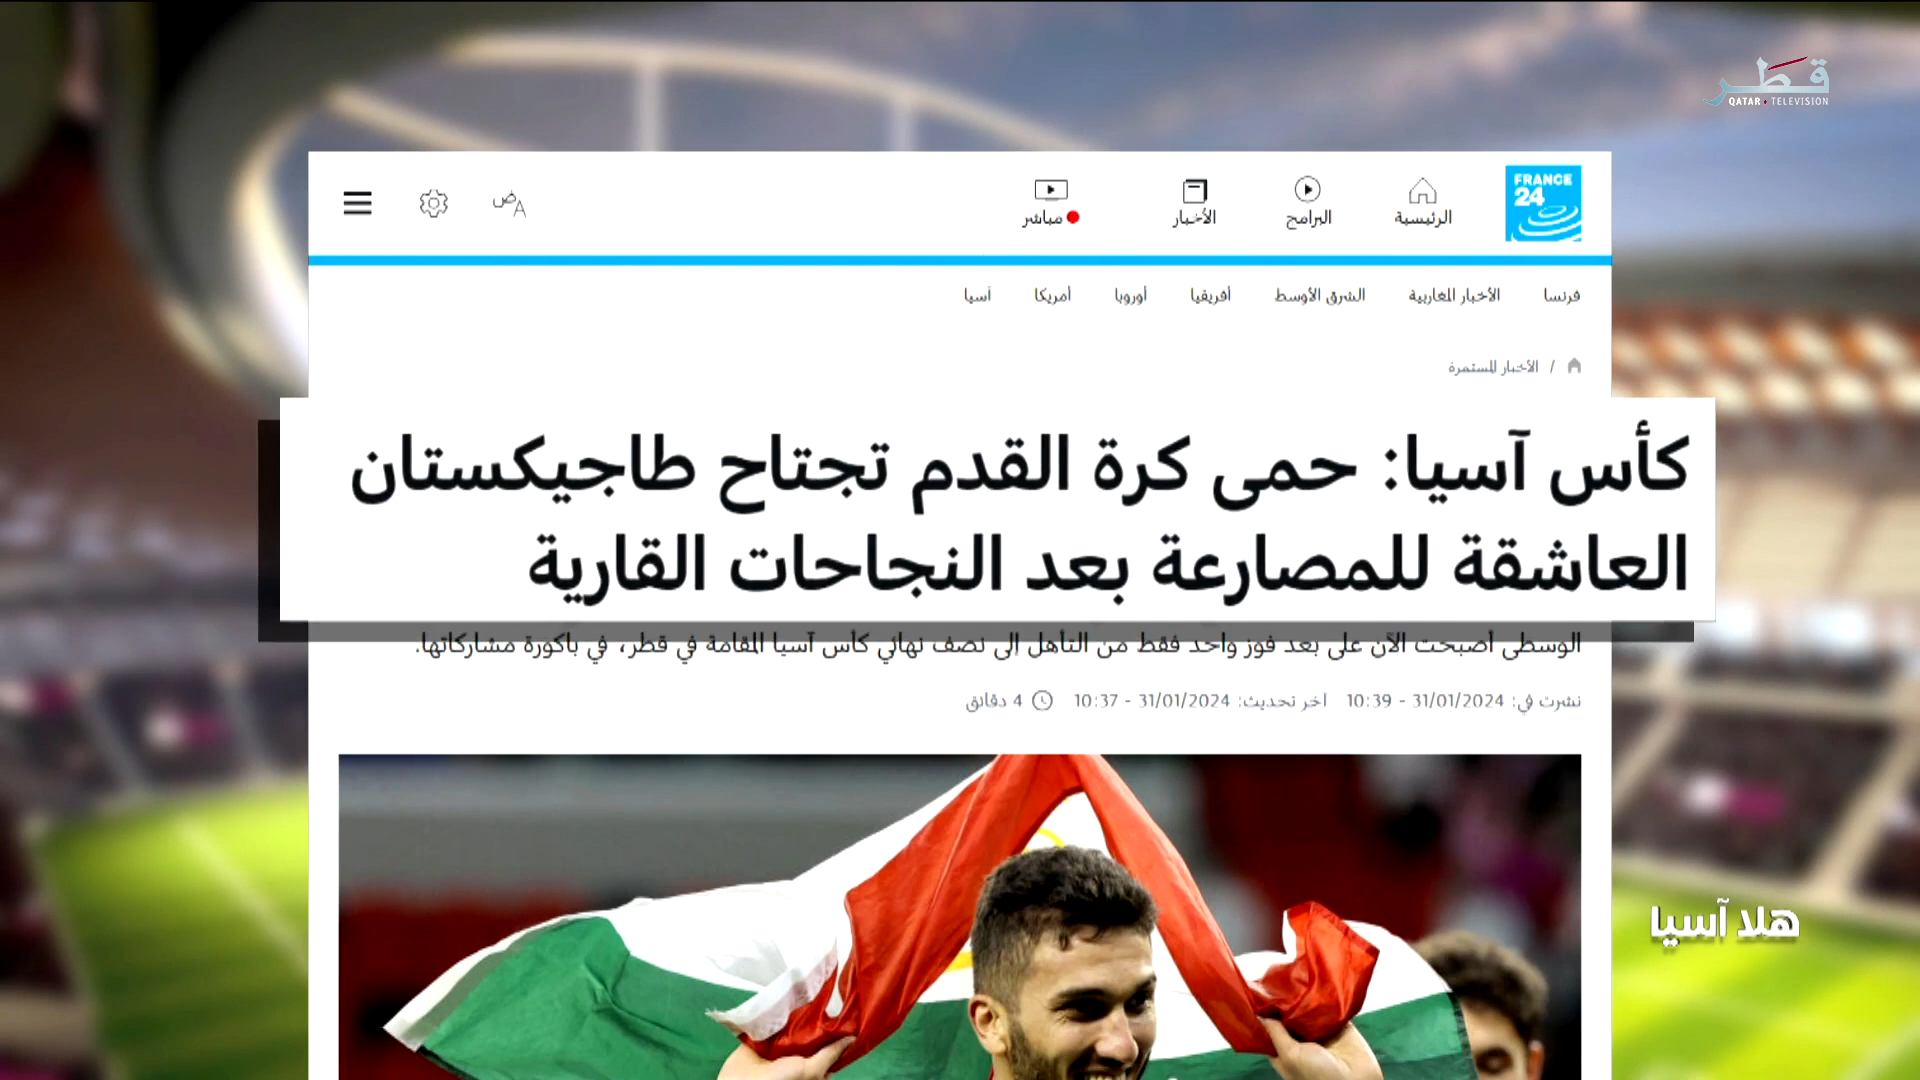 قطر
QATAR TELEVISION
FRANCE
24
الرئيسية
البرامج
الأخبار
مباشر
ضA
فرنسا
الأخبار المغاربية
الشرق الأوسط
أفريقيا
أوروبا
أمريكا
آسيا
/ الأخبار المستمرة
كأس آسيا: حمى كرة القدم تجتاح طاجيكستان
العاشقة للمصارعة بعد النجاحات القارية
الوسطى أصبحت الآن على بعد فوز واحد فقط من التأهل إلى نصف نهائي كأس آسيا المقامة في قطر، في باكورة مشاركاتها.
نشرت في: 31/01/2024 - 10:39 آخر تحديث: 31/01/2024 - 10:37 4 دقائق
هلا آسيا